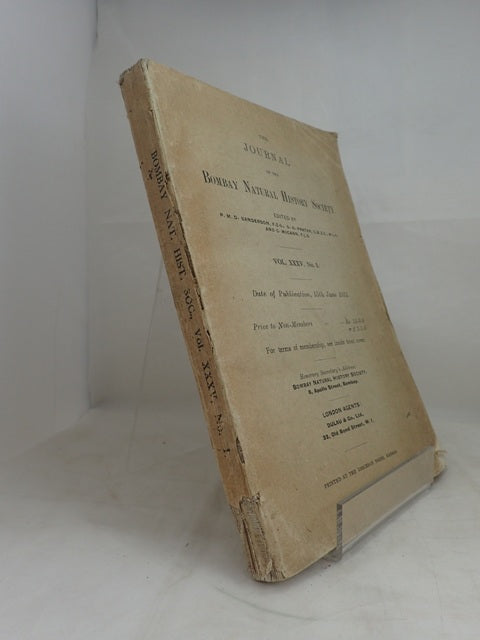 THE
JOURNAL
OF THE
BOMBAY NATURAL HISTORY SOCIETY
EDITED BY
VOL. XXXV, No. 1.
Date of Publication, 15th June
Price to Non-Members
For terms of membership, see inside front cover.
Honorary Secretary's Address:
BOMBAY NATURAL HISTORY SOCIETY,
6, Apollo Street, Bombay.
LONDON AGENTS:
DULAU & Co., Ltd.,
32, Old Bond Street, W. 1.
PRINTED AT THE DIOCESAN PRESS, MADRAS
BOMBAY NAT. HIST. SOC., Vol. XXXV, No. 1